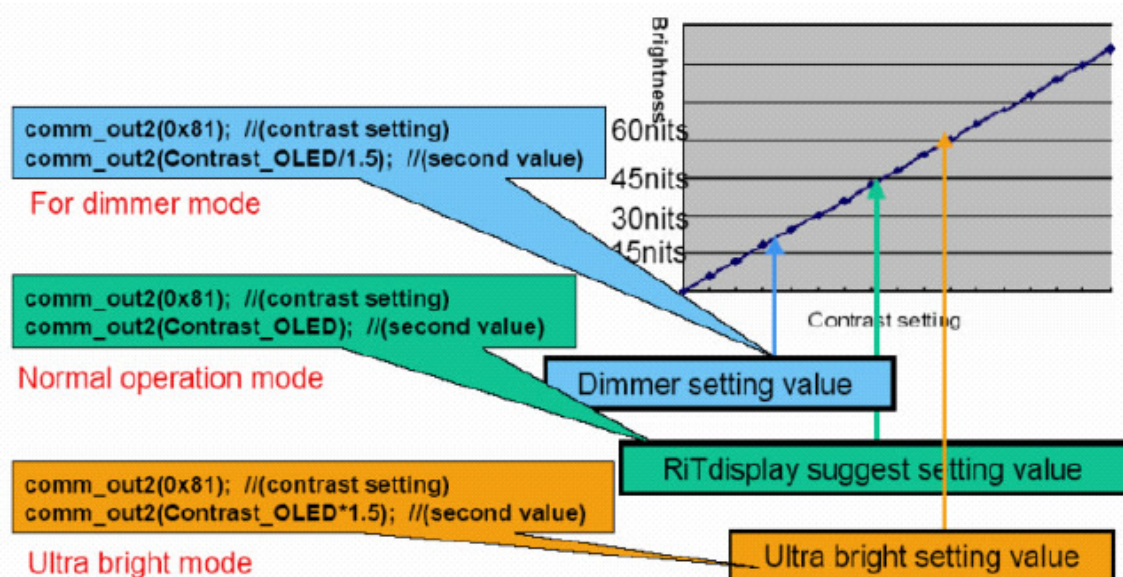 Brightness
comm_out2(0x81); //(contrast setting)
comm_out2(Contrast_OLED/1.5); //(second value)
For dimmer mode
60nits
45nits
30nits
15nits
Contrast setting
comm_out2(0x81); //(contrast setting)
comm_out2(Contrast_OLED); //(second value)
Normal operation mode
Dimmer setting value
RiTdisplay suggest setting value
comm_out2(0x81); //(contrast setting)
comm_out2(Contrast_OLED*1.5); //(second value)
Ultra bright mode
Ultra bright setting value